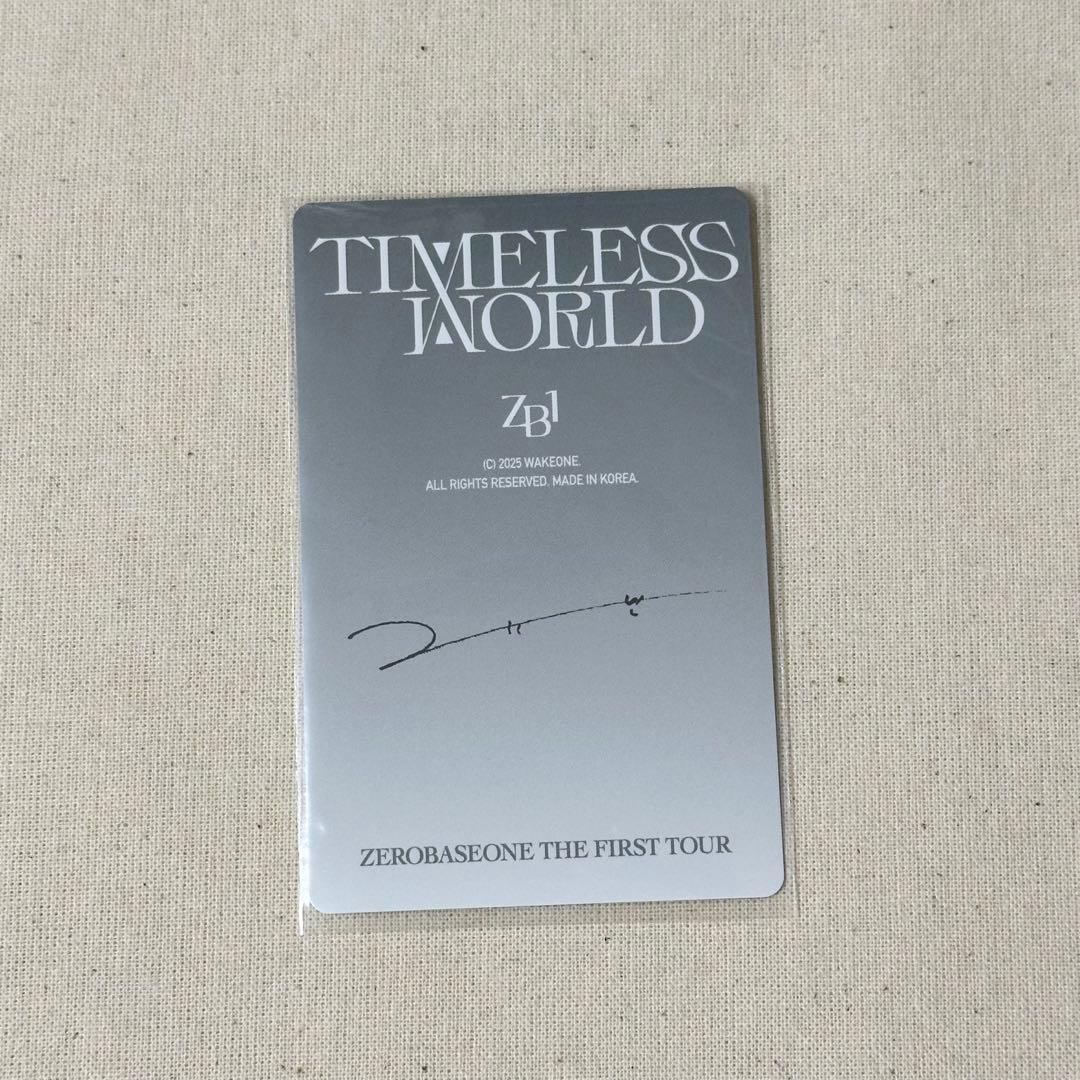 TIMELESS
WORLD
ZB1
(C) 2025 WAKEONE.
ALL RIGHTS RESERVED. MADE IN KOREA.
ZEROBASEONE THE FIRST TOUR